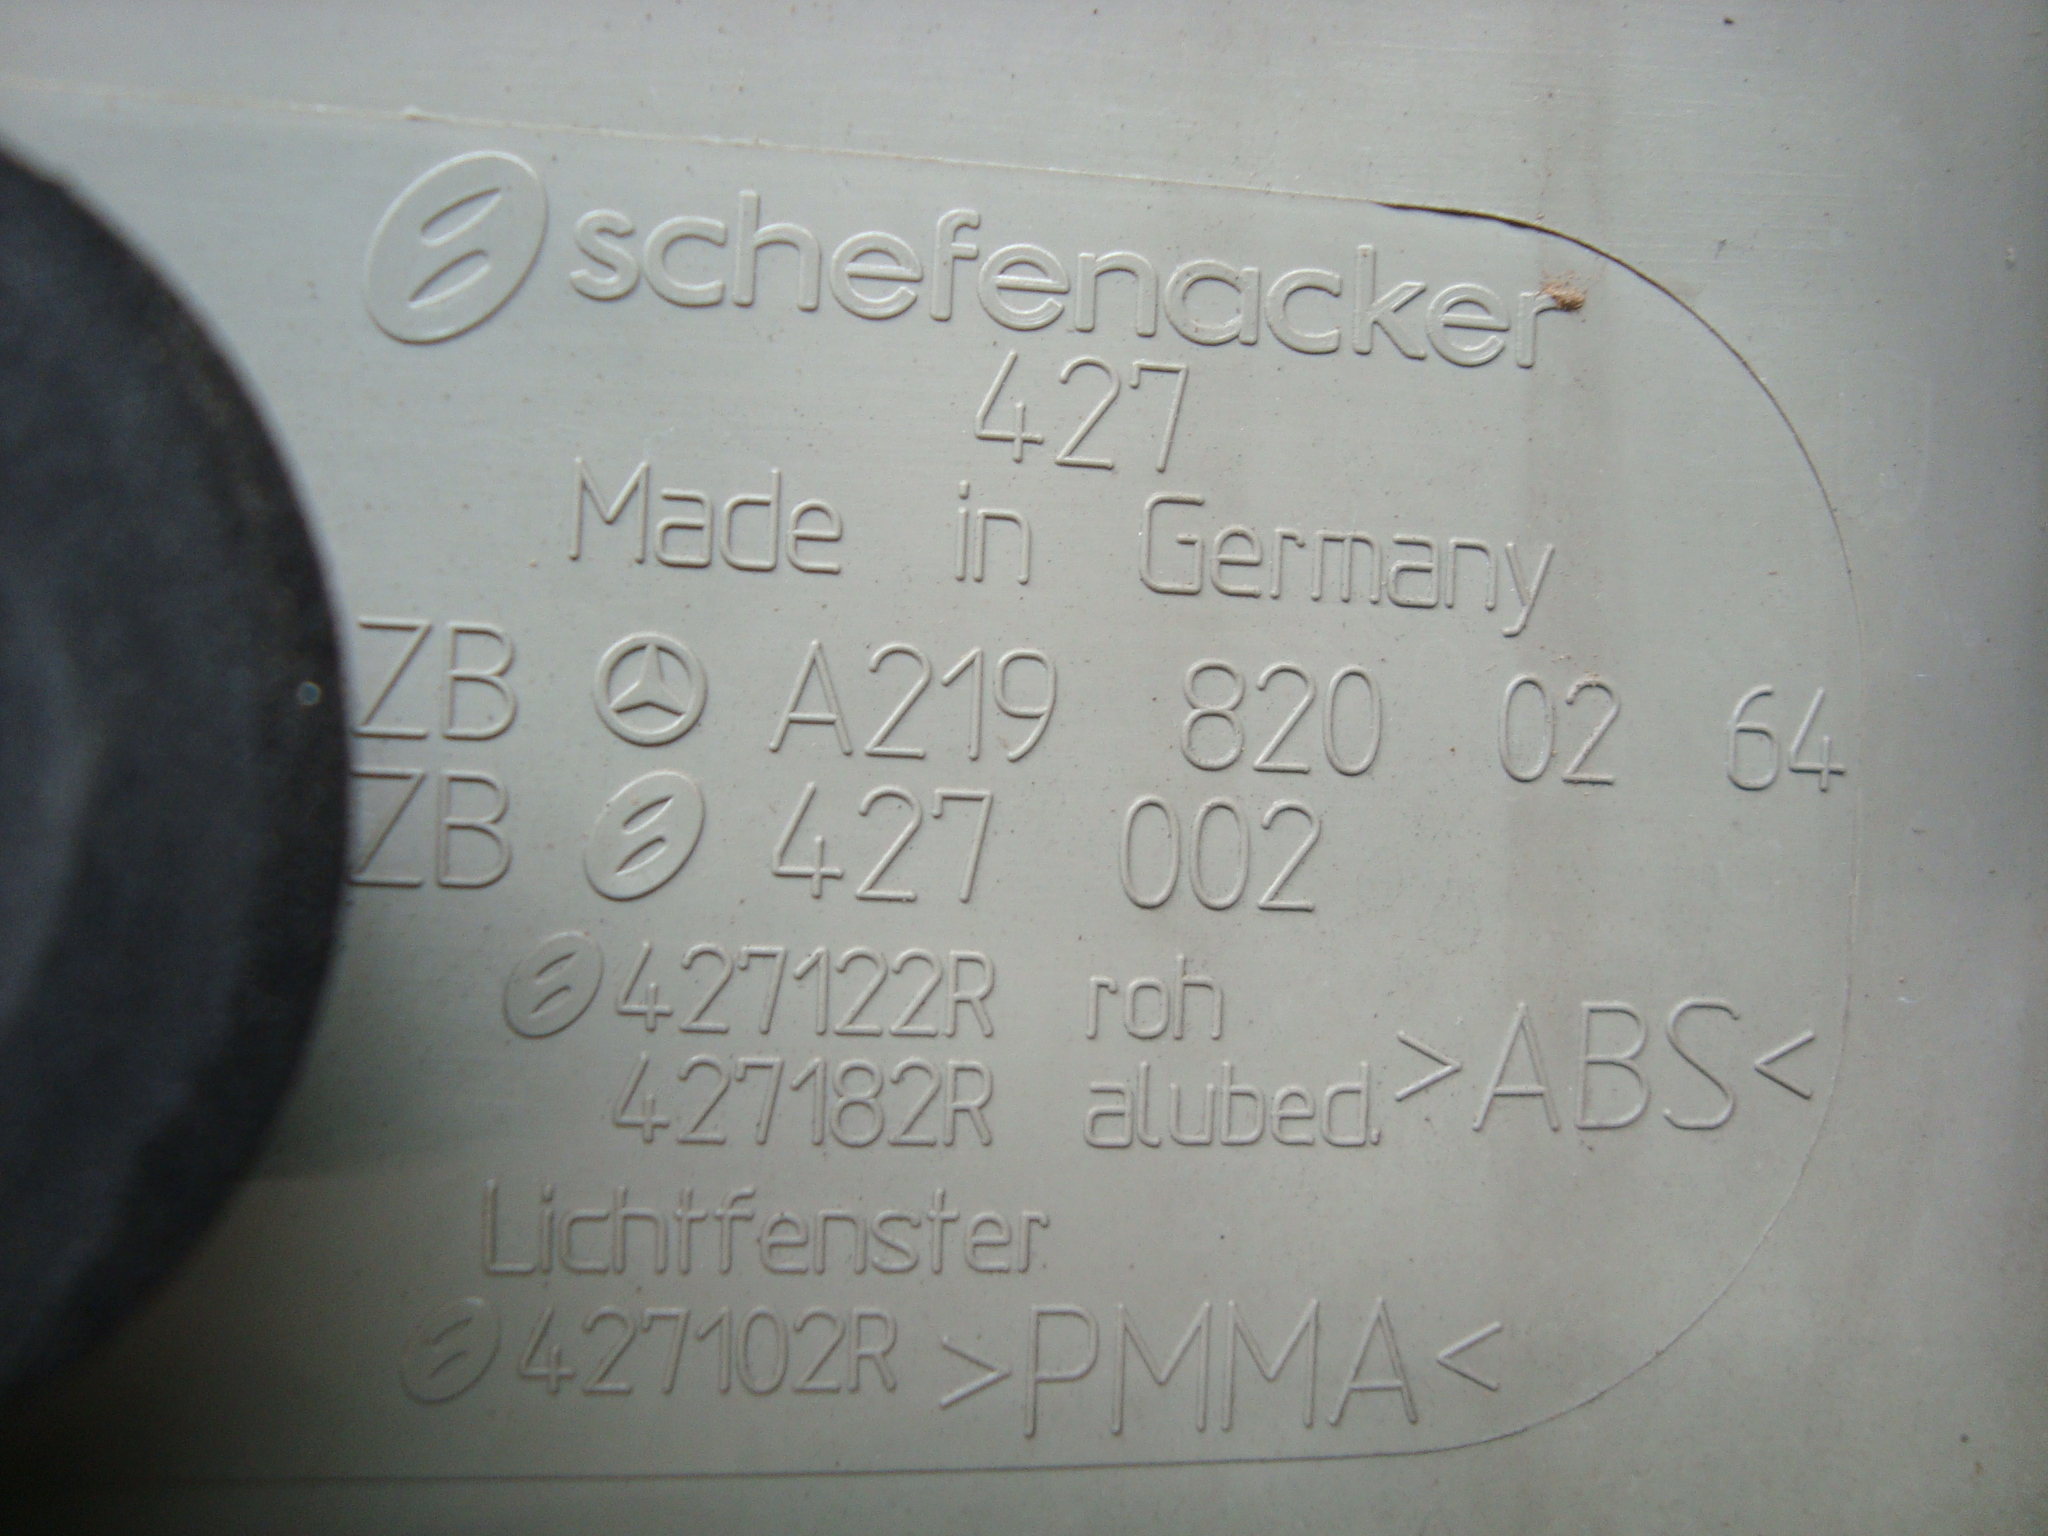 schefenacker
427
Made in Germany
ZB A219 820 02 64
ZB 427 002
427122R roh
427182R alubed. >ABS<
Lichtfenster
427102R >PMMA<